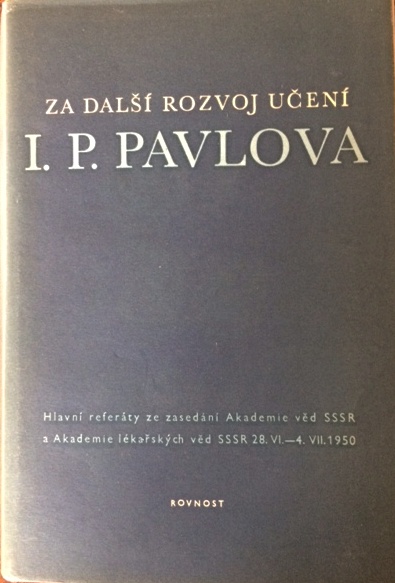 ZA DALŠÍ ROZVOJ UČENÍ
I. P. PAVLOVA
Hlavní referáty ze zasedání Akademie věd SSSR
a Akademie lékařských věd SSSR 28. VI.—4. VII. 1950
ROVNOST